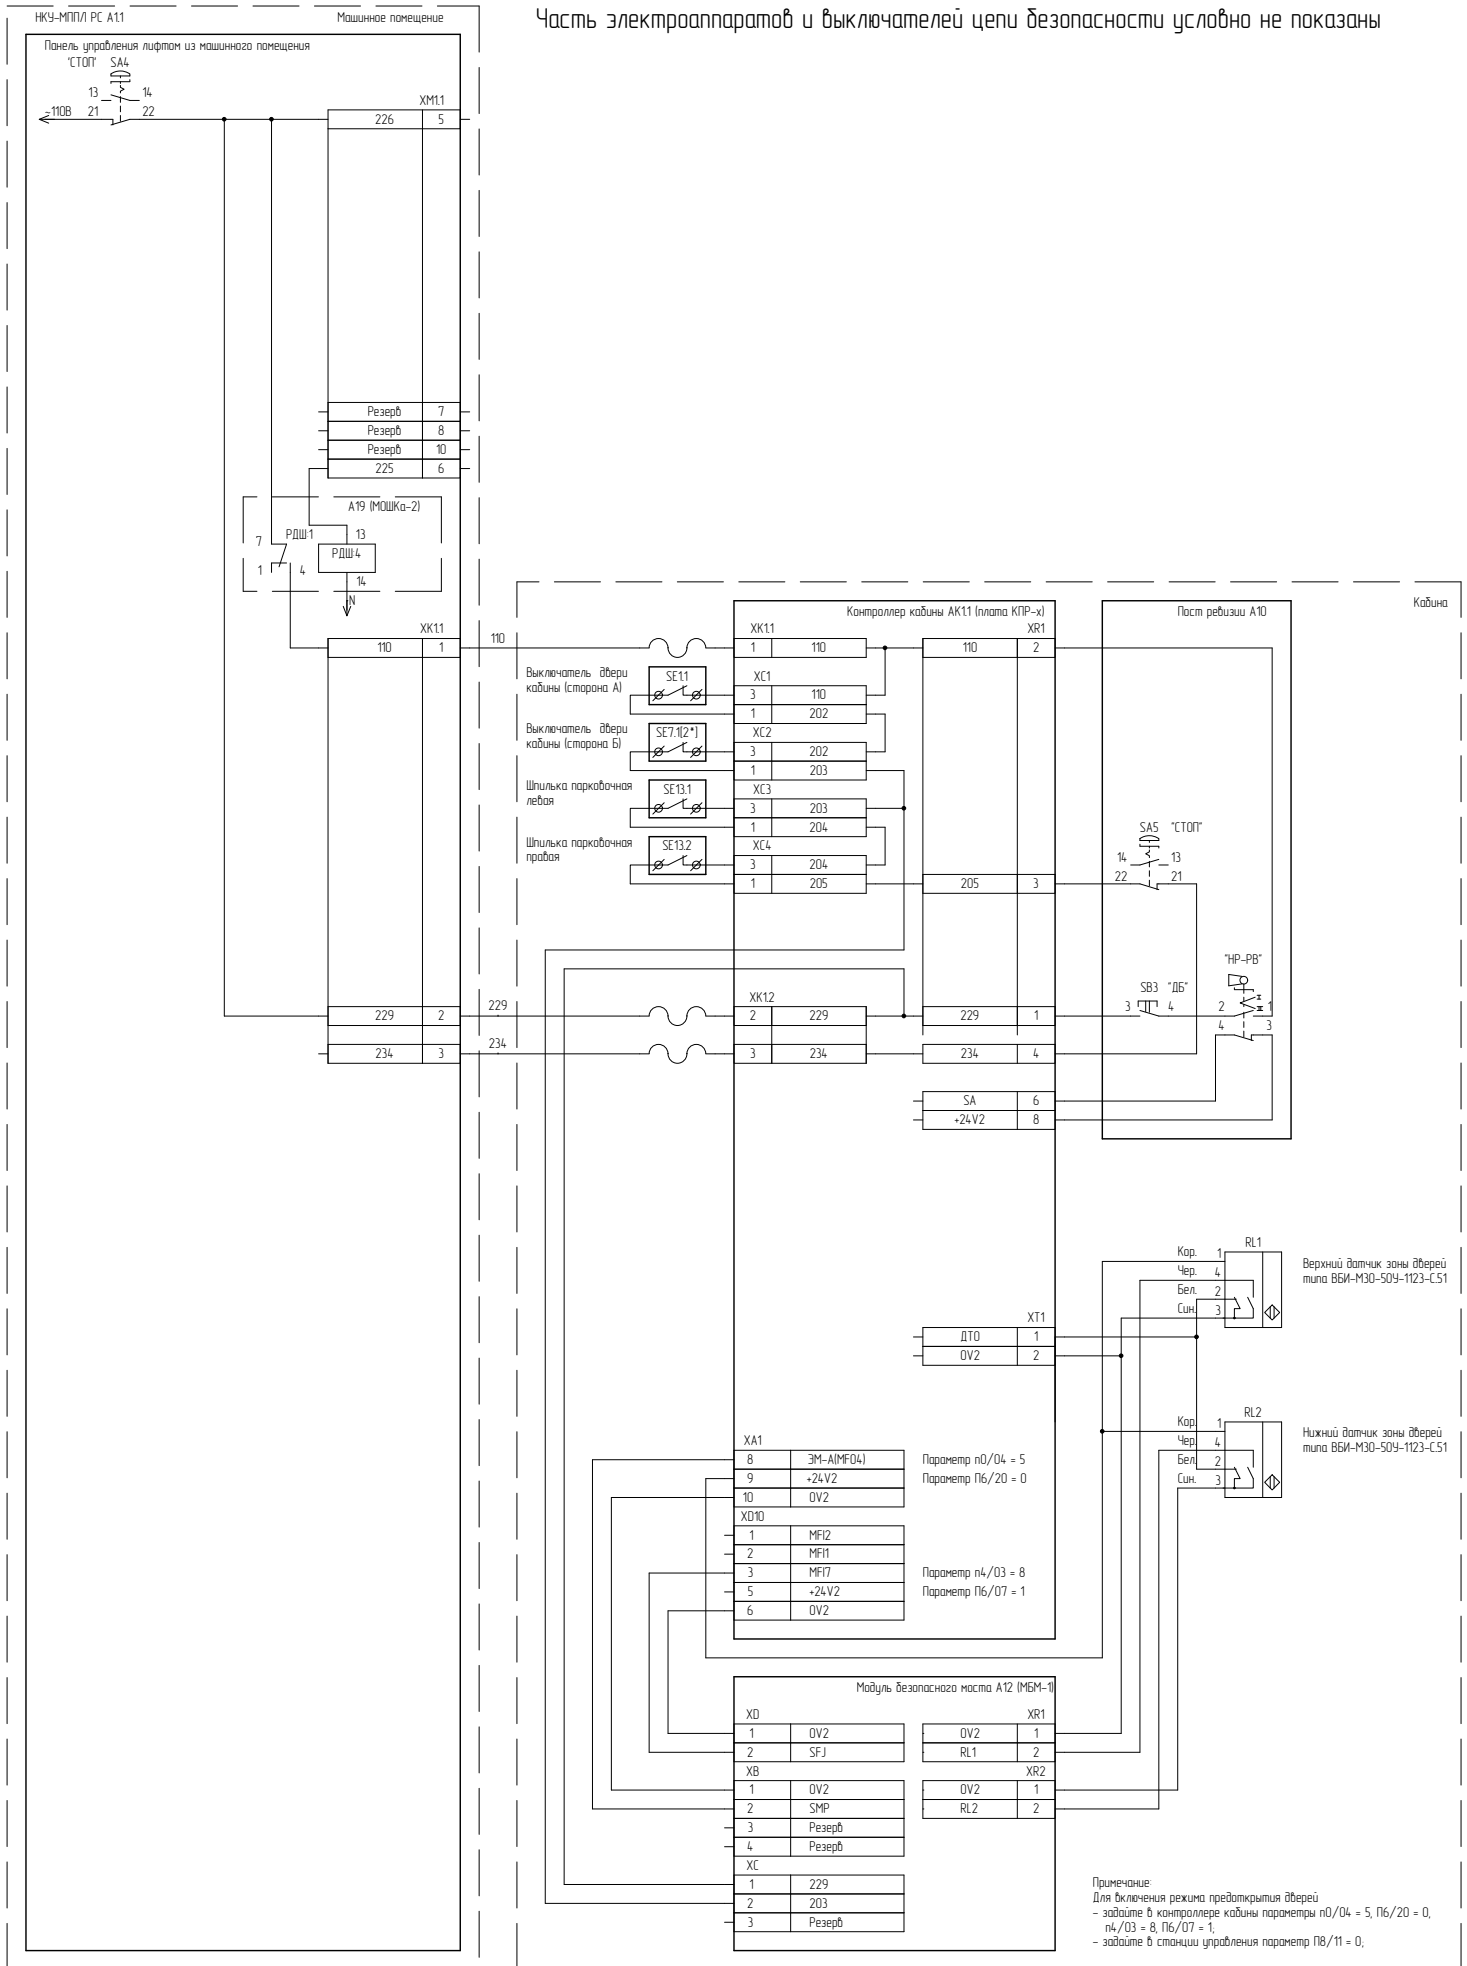 НКУ-МППЛ РС А1.1
Машинное помещение
Часть электроаппаратов и выключателей цепи безопасности условно не показаны
Панель управления лифтом из машинного помещения
"СТОП" SA4
13 14
~110В 21 22
XM1.1
226 5
Резерв 7
Резерв 8
Резерв 10
225 6
А19 (МОШКа-2)
7 РДШ:1 13
РДШ:4
1 4 14
N
XK1.1
110 1
110
229 2
229
234 3
234
Кабина
Контроллер кабины АК1.1 (плата КПР-х)
Пост ревизии А10
XK1.1 XR1
1 110 110 2
Выключатель двери
кабины (сторона А)
SE1.1
XC1
3 110
1 202
Выключатель двери
кабины (сторона Б)
SE7.1[2*]
XC2
3 202
1 203
Шпилька парковочная
левая
SE13.1
XC3
3 203
1 204
Шпилька парковочная
правая
SE13.2
XC4
3 204
1 205 205 3
SA5 "СТОП"
14 13
22 21
"НР-РВ"
SB3 "ДБ"
3 4 2 I II 1
4 3
XK1.2
2 229 229 1
3 234 234 4
SA 6
+24V2 8
RL1
Кор. 1
Чер. 4
Бел. 2
Син. 3
Верхний датчик зоны дверей
типа ВБИ-М30-50У-1123-С.51
XT1
ДТО 1
0V2 2
RL2
Кор. 1
Чер. 4
Бел. 2
Син. 3
Нижний датчик зоны дверей
типа ВБИ-М30-50У-1123-С.51
XA1
8 ЭМ-А(MF04) Параметр п0/04 = 5
9 +24V2 Параметр П6/20 = 0
10 0V2
XD10
1 MFI2
2 MFI1
3 MFI7 Параметр п4/03 = 8
5 +24V2 Параметр П6/07 = 1
6 0V2
Модуль безопасного моста А12 (МБМ-1)
XD XR1
1 0V2 0V2 1
2 SFJ RL1 2
XB XR2
1 0V2 0V2 1
2 SMP RL2 2
3 Резерв
4 Резерв
XC
1 229
2 203
3 Резерв
Примечание:
Для включения режима предоткрытия дверей
- задайте в контроллере кабины параметры п0/04 = 5, П6/20 = 0,
п4/03 = 8, П6/07 = 1;
- задайте в станции управления параметр П8/11 = 0;